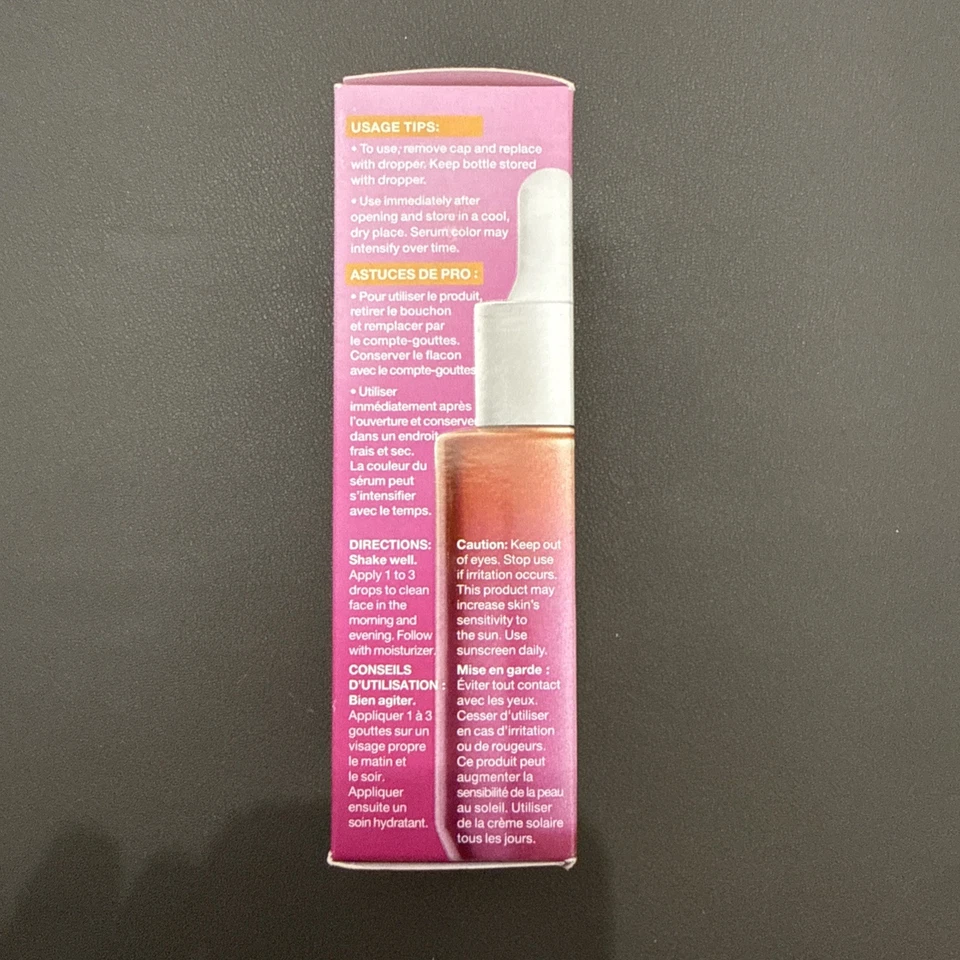 USAGE TIPS:
• To use, remove cap and replace
with dropper. Keep bottle stored
with dropper.
• Use immediately after
opening and store in a cool,
dry place. Serum color may
intensify over time.
ASTUCES DE PRO :
• Pour utiliser le produit,
retirer le bouchon
et remplacer par
le compte-gouttes.
Conserver le flacon
avec le compte-gouttes
• Utiliser
immédiatement après
l'ouverture et conserver
dans un endroit
frais et sec.
La couleur du
sérum peut
s'intensifier
avec le temps.
DIRECTIONS:
Shake well.
Apply 1 to 3
drops to clean
face in the
morning and
evening. Follow
with moisturizer.
CONSEILS
D'UTILISATION :
Bien agiter.
Appliquer 1 à 3
gouttes sur un
visage propre
le matin et
le soir.
Appliquer
ensuite un
soin hydratant.
Caution: Keep out
of eyes. Stop use
if irritation occurs.
This product may
increase skin's
sensitivity to
the sun. Use
sunscreen daily.
Mise en garde :
Éviter tout contact
avec les yeux.
Cesser d'utiliser
en cas d'irritation
ou de rougeurs.
Ce produit peut
augmenter la
sensibilité de la peau
au soleil. Utiliser
de la crème solaire
tous les jours.